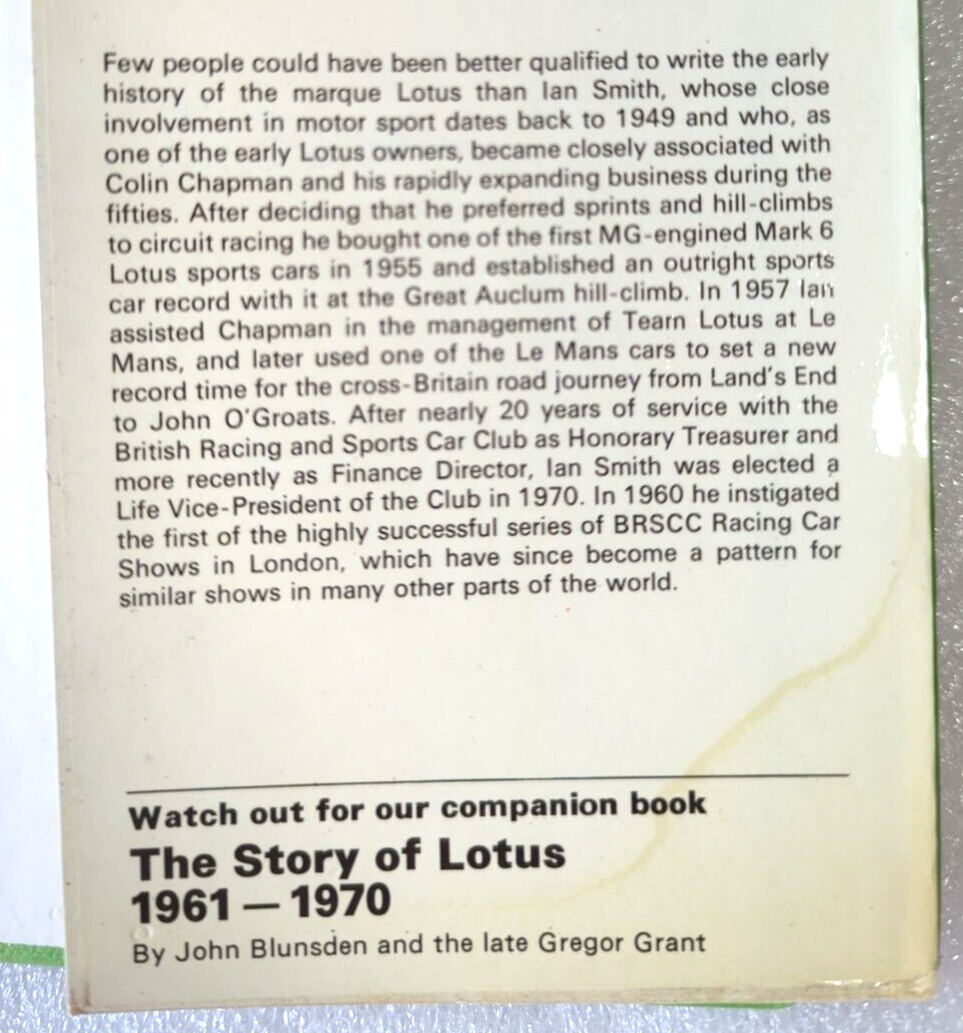 Few people could have been better qualified to write the early
history of the marque Lotus than Ian Smith, whose close
involvement in motor sport dates back to 1949 and who, as
one of the early Lotus owners, became closely associated with
Colin Chapman and his rapidly expanding business during the
fifties. After deciding that he preferred sprints and hill-climbs
to circuit racing he bought one of the first MG-engined Mark 6
Lotus sports cars in 1955 and established an outright sports
car record with it at the Great Auclum hill-climb. In 1957 Ian
assisted Chapman in the management of Team Lotus at Le
Mans, and later used one of the Le Mans cars to set a new
record time for the cross-Britain road journey from Land's End
to John O'Groats. After nearly 20 years of service with the
British Racing and Sports Car Club as Honorary Treasurer and
more recently as Finance Director, Ian Smith was elected a
Life Vice-President of the Club in 1970. In 1960 he instigated
the first of the highly successful series of BRSCC Racing Car
Shows in London, which have since become a pattern for
similar shows in many other parts of the world.
Watch out for our companion book
The Story of Lotus
1961 — 1970
By John Blunsden and the late Gregor Grant